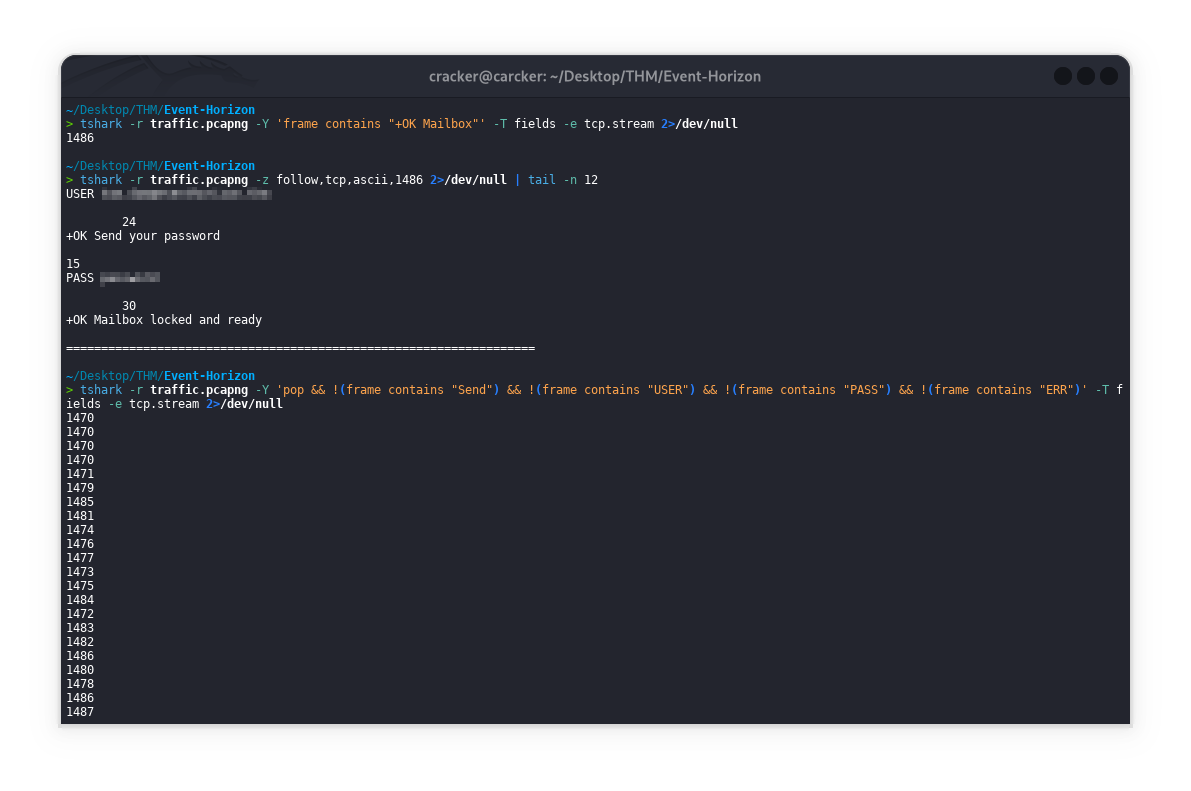 cracker@carcker: ~/Desktop/THM/Event-Horizon
~/Desktop/THM/Event-Horizon
> tshark -r traffic.pcapng -Y 'frame contains "+OK Mailbox"' -T fields -e tcp.stream 2>/dev/null
1486
~/Desktop/THM/Event-Horizon
> tshark -r traffic.pcapng -z follow,tcp,ascii,1486 2>/dev/null | tail -n 12
USER
24
+OK Send your password
15
PASS
30
+OK Mailbox locked and ready
===================================================================
~/Desktop/THM/Event-Horizon
> tshark -r traffic.pcapng -Y 'pop && !(frame contains "Send") && !(frame contains "USER") && !(frame contains "PASS") && !(frame contains "ERR")' -T f
ields -e tcp.stream 2>/dev/null
1470
1470
1470
1470
1471
1479
1485
1481
1474
1476
1477
1473
1475
1484
1472
1483
1482
1486
1480
1478
1486
1487